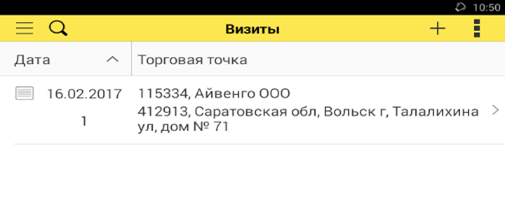 10:50
Визиты
Дата Торговая точка
16.02.2017 115334, Айвенго ООО
1 412913, Саратовская обл, Вольск г, Талалихина
ул, дом № 71